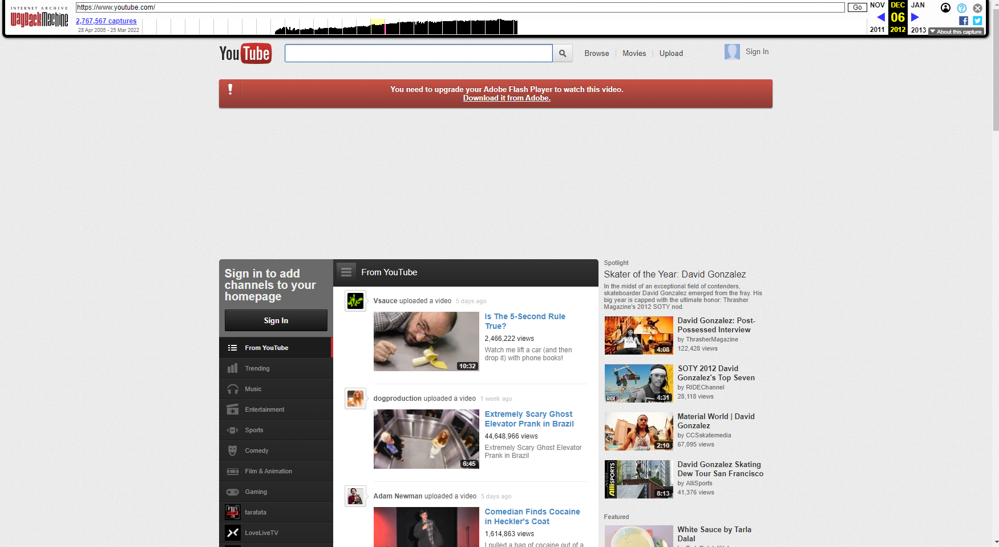 INTERNET ARCHIVE
WayBackMachine
https://www.youtube.com/
Go
2,767,567 captures
28 Apr 2005 - 25 Mar 2022
NOV
DEC
JAN
06
2011
2012
2013
About this capture
YouTube
Browse
Movies
Upload
Sign In
You need to upgrade your Adobe Flash Player to watch this video.
Download it from Adobe.
Sign in to add
channels to your
homepage
Sign In
From YouTube
Trending
Music
Entertainment
Sports
Comedy
Film & Animation
Gaming
taratata
LoveLiveTV
From YouTube
Vsauce uploaded a video 5 days ago
Is The 5-Second Rule
True?
2,466,222 views
Watch me lift a car (and then
drop it) with phone books!
10:32
dogproduction uploaded a video 1 week ago
Extremely Scary Ghost
Elevator Prank in Brazil
44,648,966 views
Extremely Scary Ghost Elevator
Prank in Brazil
6:45
Adam Newman uploaded a video 5 days ago
Comedian Finds Cocaine
in Heckler's Coat
1,614,863 views
I pulled a bag of cocaine out of a
Spotlight
Skater of the Year: David Gonzalez
In the midst of an exceptional field of contenders,
skateboarder David Gonzalez emerged from the fray. His
big year is capped with the ultimate honor: Thrasher
Magazine's 2012 SOTY nod.
David Gonzalez: Post-
Possessed Interview
by ThrasherMagazine
122,428 views
4:08
SOTY 2012 David
Gonzalez's Top Seven
by RIDEChannel
28,118 views
RIDE
4:31
Material World | David
Gonzalez
by CCSskatemedia
67,095 views
2:10
David Gonzalez Skating
Dew Tour San Francisco
by AlliSports
41,376 views
INSIDE
AlliSPORTS
8:13
Featured
White Sauce by Tarla
Dalal